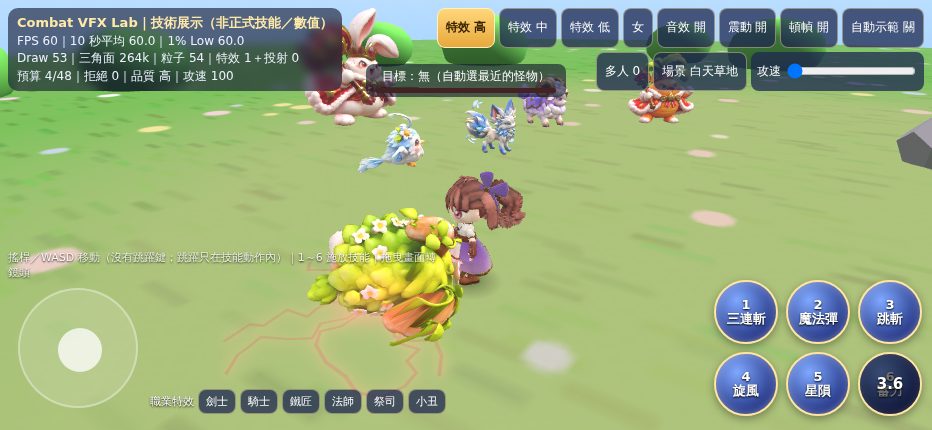 Combat VFX Lab｜技術展示（非正式技能／數值）
FPS 60｜10 秒平均 60.0｜1% Low 60.0
Draw 53｜三角面 264k｜粒子 54｜特效 1＋投射 0
預算 4/48｜拒絕 0｜品質 高｜攻速 100
特效 高
特效 中
特效 低
女
音效 開
震動 開
頓幀 開
自動示範 關
目標：無（自動選最近的怪物）
多人 0
場景 白天草地
攻速
搖桿／WASD 移動（沒有跳躍鍵；跳躍只在技能動作內）｜1～6 施放技能｜拖曳畫面轉
鏡頭
1
三連斬
2
魔法彈
3
跳斬
4
旋風
5
星隕
6
蓄力
3.6
職業特效
劍士
騎士
鐵匠
法師
祭司
小丑